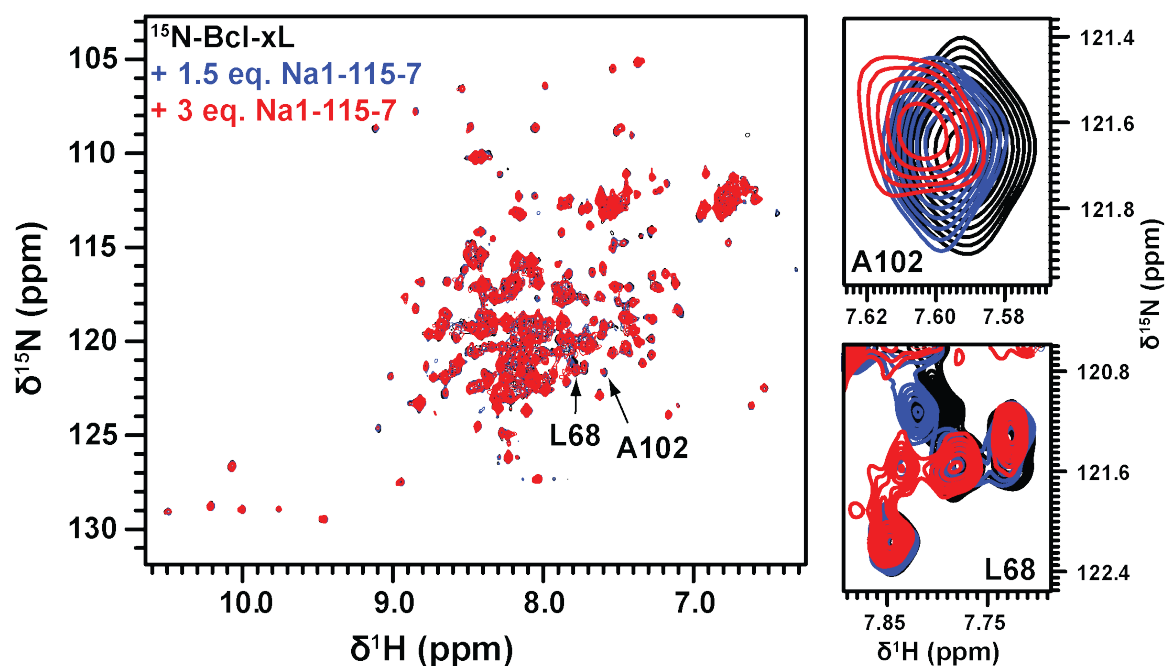 ¹⁵N-Bcl-xL
+ 1.5 eq. Na1-115-7
+ 3 eq. Na1-115-7
105
110
115
120
125
130
δ¹⁵N (ppm)
L68
A102
10.0
9.0
8.0
7.0
δ¹H (ppm)
A102
121.4
121.6
121.8
7.62
7.60
7.58
δ¹⁵N (ppm)
120.8
121.6
122.4
L68
7.85
7.75
δ¹H (ppm)